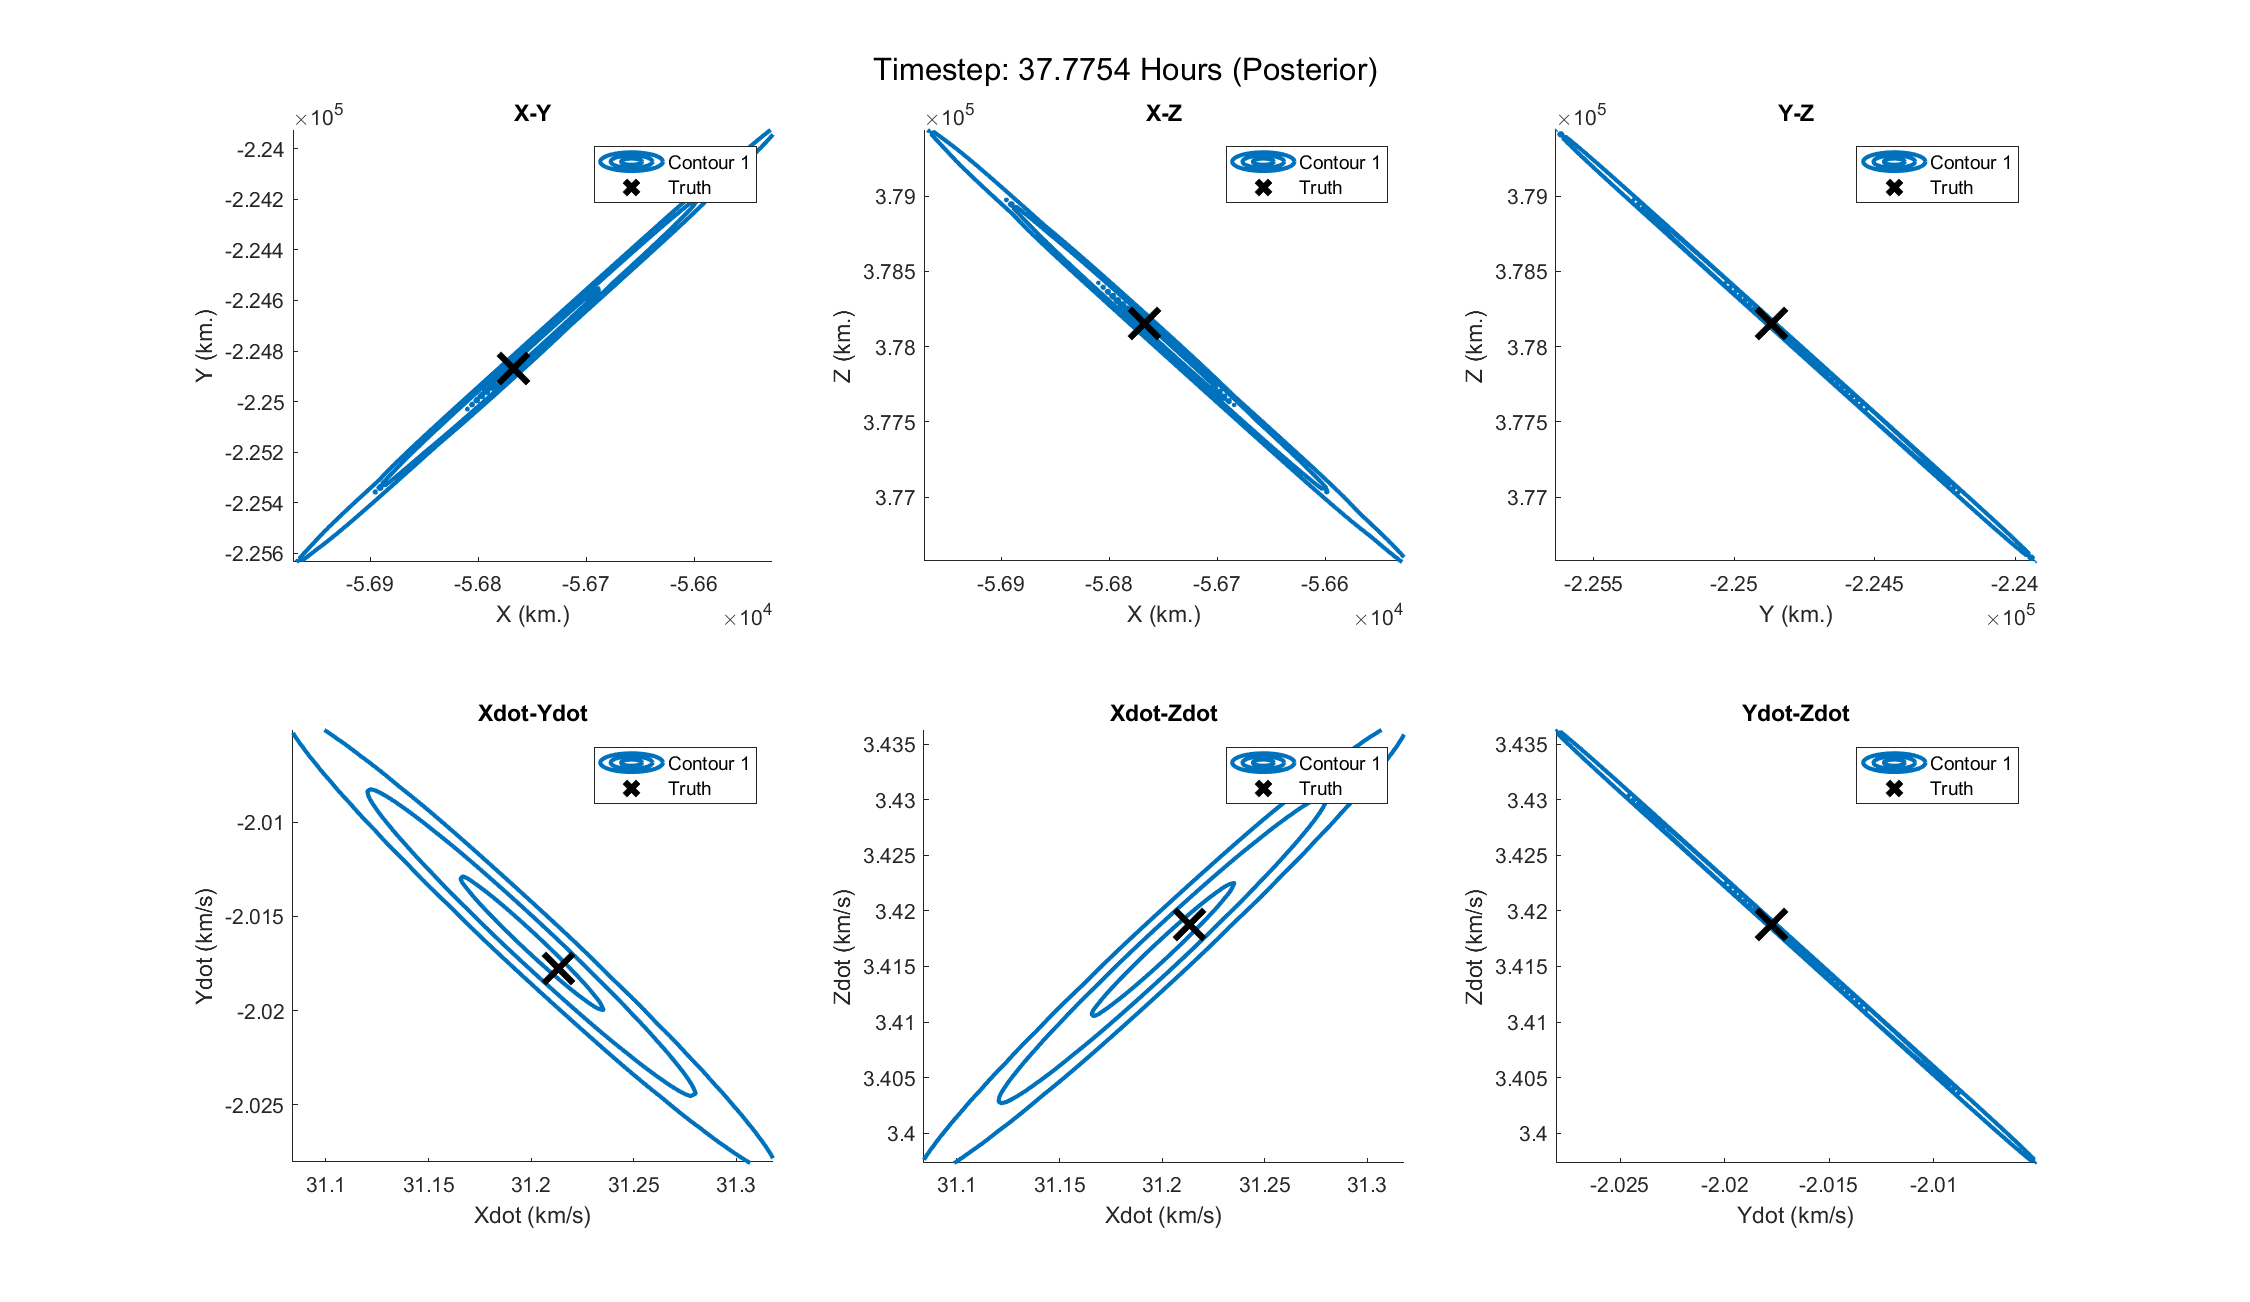 Timestep: 37.7754 Hours (Posterior)
X-Y
×10^5
-2.24
-2.242
-2.244
-2.246
-2.248
-2.25
-2.252
-2.254
-2.256
Y (km.)
-5.69 -5.68 -5.67 -5.66
X (km.)
×10^4
Contour 1
Truth
X-Z
×10^5
3.79
3.785
3.78
3.775
3.77
Z (km.)
-5.69 -5.68 -5.67 -5.66
X (km.)
×10^4
Contour 1
Truth
Y-Z
×10^5
3.79
3.785
3.78
3.775
3.77
Z (km.)
-2.255 -2.25 -2.245 -2.24
Y (km.)
×10^5
Contour 1
Truth
Xdot-Ydot
-2.01
-2.015
-2.02
-2.025
Ydot (km/s)
31.1 31.15 31.2 31.25 31.3
Xdot (km/s)
Contour 1
Truth
Xdot-Zdot
3.435
3.43
3.425
3.42
3.415
3.41
3.405
3.4
Zdot (km/s)
31.1 31.15 31.2 31.25 31.3
Xdot (km/s)
Contour 1
Truth
Ydot-Zdot
3.435
3.43
3.425
3.42
3.415
3.41
3.405
3.4
Zdot (km/s)
-2.025 -2.02 -2.015 -2.01
Ydot (km/s)
Contour 1
Truth